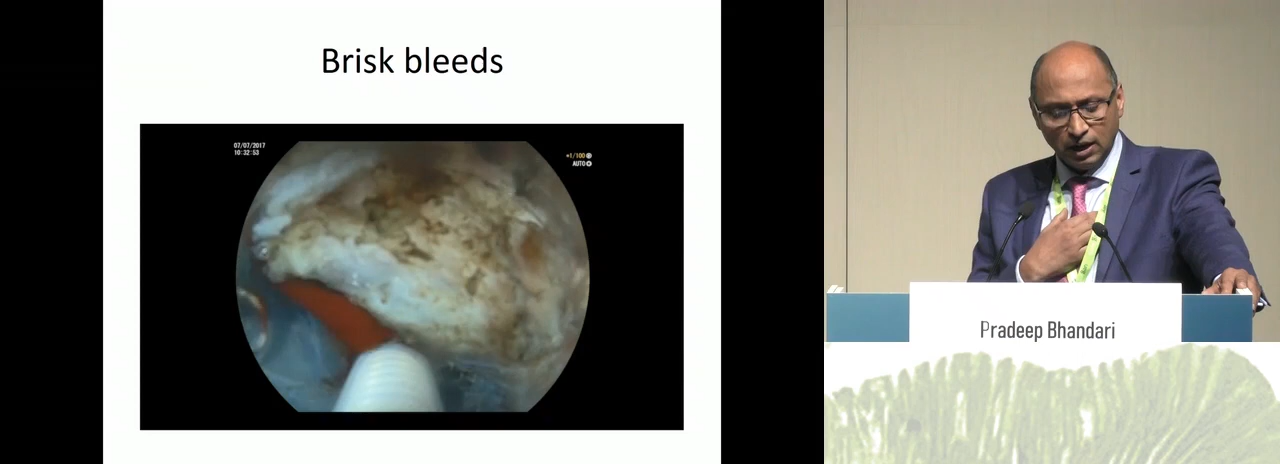 Brisk bleeds
07/07/2017
10:32:53
×1/100
AUTO
Pradeep Bhandari